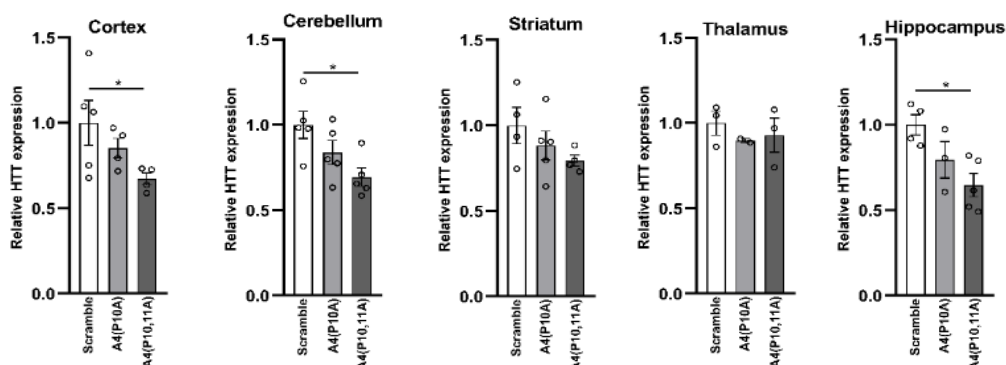 Cortex
Relative HTT expression
1.5
1.0
0.5
0.0
*
Scramble
A4(P10A)
A4(P10,11A)
Cerebellum
Relative HTT expression
1.5
1.0
0.5
0.0
*
Scramble
A4(P10A)
A4(P10,11A)
Striatum
Relative HTT expression
1.5
1.0
0.5
0.0
Scramble
A4(P10A)
A4(P10,11A)
Thalamus
Relative HTT expression
1.5
1.0
0.5
0.0
Scramble
A4(P10A)
A4(P10,11A)
Hippocampus
Relative HTT expression
1.5
1.0
0.5
0.0
*
Scramble
A4(P10A)
A4(P10,11A)